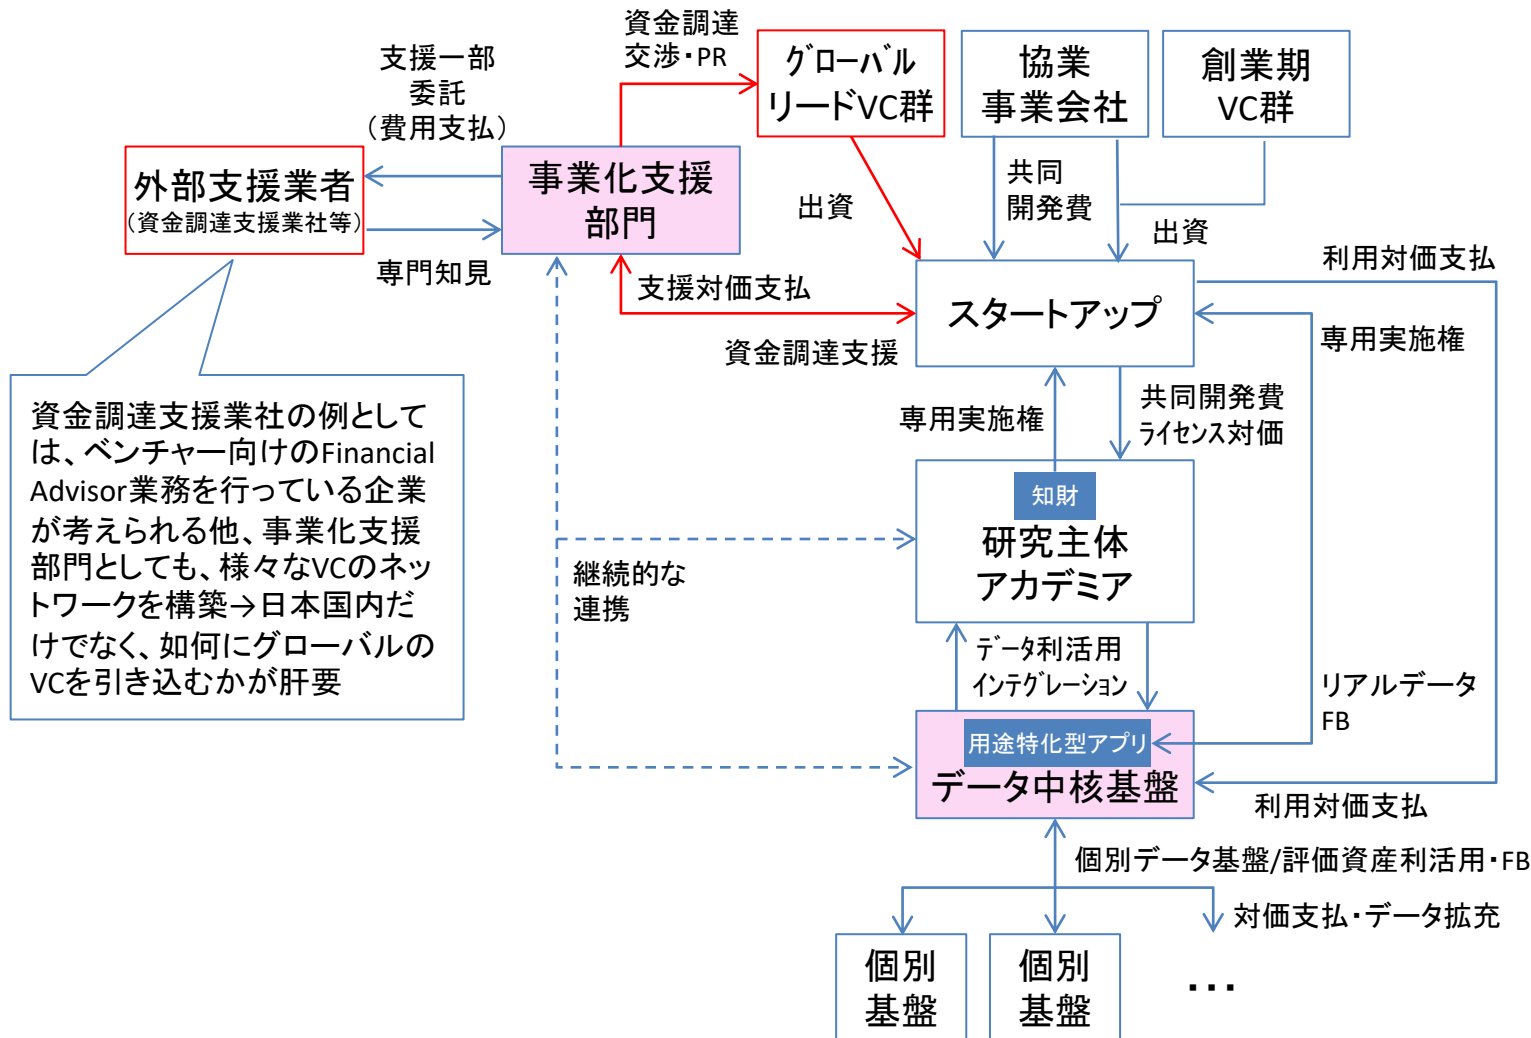 資金調達
交渉・PR
支援一部
委託
（費用支払）
ｸﾞﾛｰﾊﾞﾙ
リードVC群
協業
事業会社
創業期
VC群
外部支援業者
（資金調達支援業社等）
事業化支援
部門
専門知見
出資
共同
開発費
出資
利用対価支払
支援対価支払
資金調達支援
スタートアップ
専用実施権
専用実施権
共同開発費
ﾗｲｾﾝｽ対価
資金調達支援業社の例としては、ベンチャー向けのFinancial
Advisor業務を行っている企業
が考えられる他、事業化支援
部門としても、様々なVCのネッ
トワークを構築→日本国内だ
けでなく、如何にグローバルの
VCを引き込むかが肝要
知財
研究主体
アカデミア
継続的な
連携
ﾃﾞｰﾀ利活用
ｲﾝﾃｸﾞﾚｰｼｮﾝ
リアルデータ
FB
用途特化型アプリ
データ中核基盤
利用対価支払
個別データ基盤/評価資産利活用・FB
対価支払・データ拡充
個別
基盤
個別
基盤
・・・